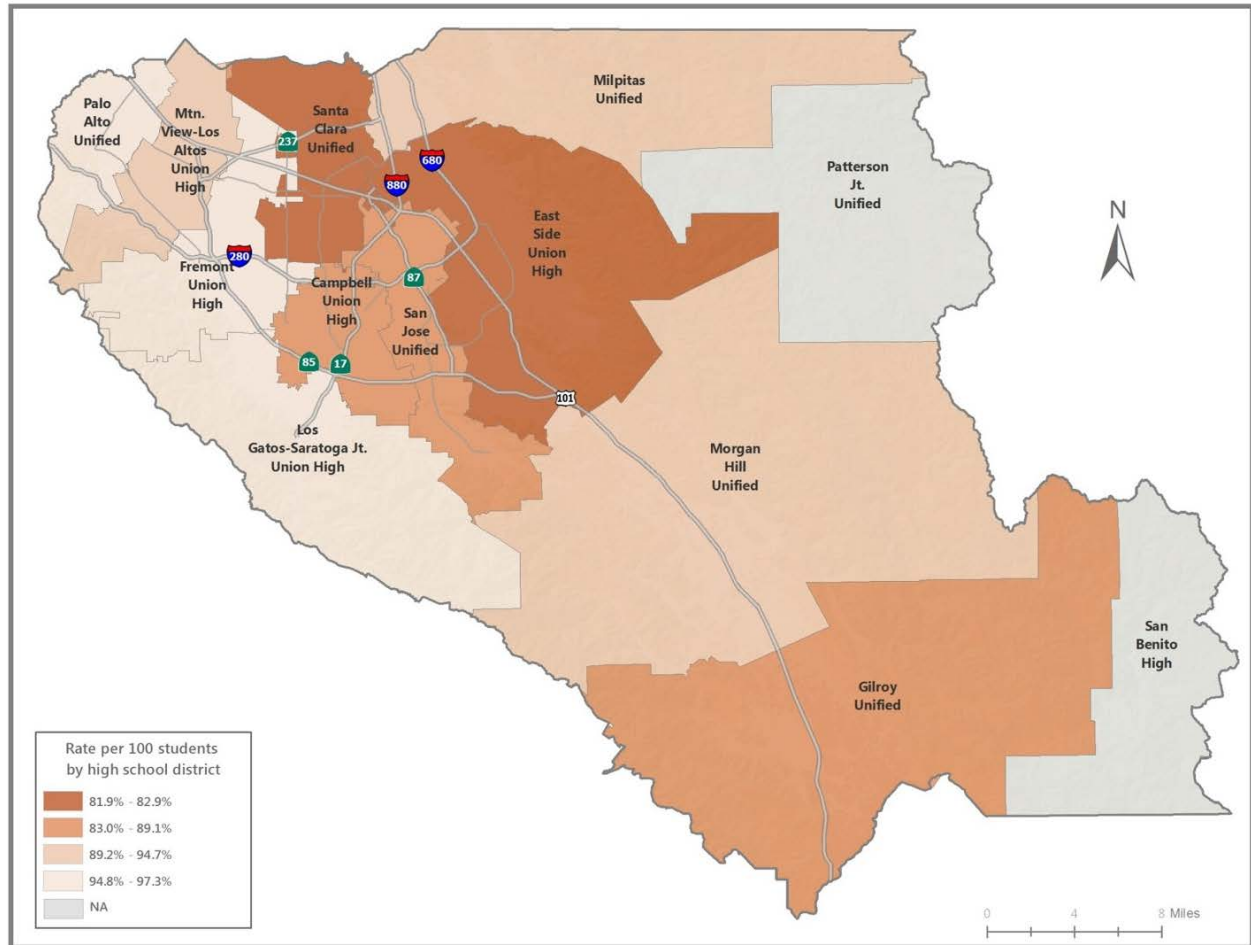 Palo
Alto
Unified
Mtn.
View-Los
Altos
Union
High
237
Santa
Clara
Unified
680
880
Milpitas
Unified
Patterson
Jt.
Unified
N
East
Side
Union
High
280
Fremont
Union
High
Campbell
Union
High
87
San
Jose
Unified
85
17
101
Los
Gatos-Saratoga Jt.
Union High
Morgan
Hill
Unified
San
Benito
High
Gilroy
Unified
Rate per 100 students
by high school district
81.9% - 82.9%
83.0% - 89.1%
89.2% - 94.7%
94.8% - 97.3%
NA
0 4 8 Miles